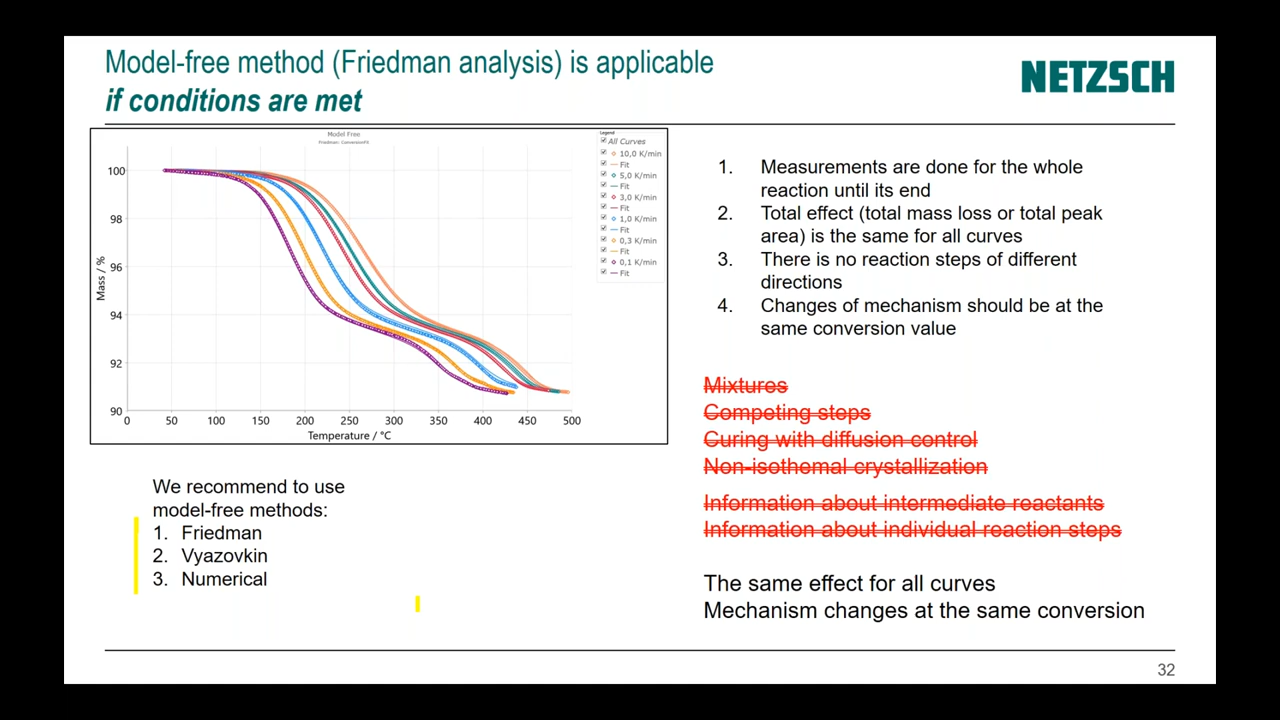 Model-free method (Friedman analysis) is applicable
if conditions are met
NETZSCH
Model Free
Friedman: ConversionFit
Legend
All Curves
10,0 K/min
Fit
5,0 K/min
Fit
3,0 K/min
Fit
1,0 K/min
Fit
0,3 K/min
Fit
0,1 K/min
Fit
Mass / %
100
98
96
94
92
90
0 50 100 150 200 250 300 350 400 450 500
Temperature / °C
We recommend to use
model-free methods:
1. Friedman
2. Vyazovkin
3. Numerical
1. Measurements are done for the whole
reaction until its end
2. Total effect (total mass loss or total peak
area) is the same for all curves
3. There is no reaction steps of different
directions
4. Changes of mechanism should be at the
same conversion value
Mixtures
Competing steps
Curing with diffusion control
Non-isothemal crystallization
Information about intermediate reactants
Information about individual reaction steps
The same effect for all curves
Mechanism changes at the same conversion
32